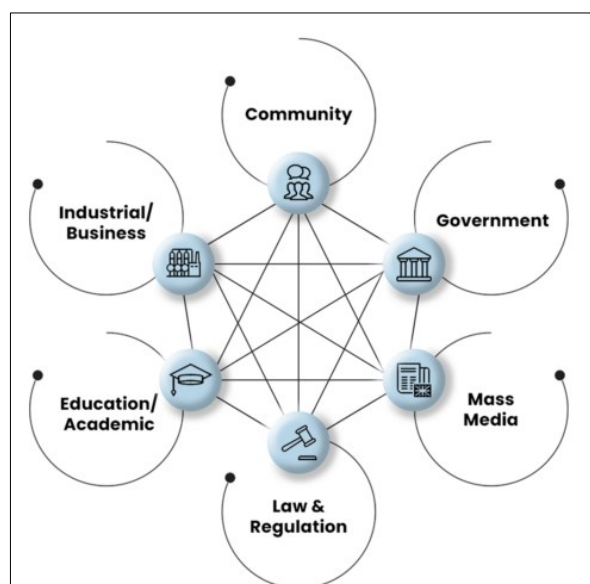 Community
Industrial/
Business
Government
Education/
Academic
Mass
Media
Law &
Regulation